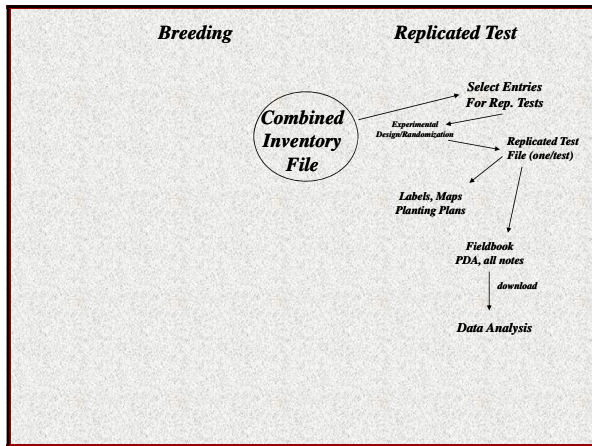 Breeding
Replicated Test
Combined
Inventory
File
Select Entries
For Rep. Tests
Experimental
Design/Randomization
Replicated Test
File (one/test)
Labels, Maps
Planting Plans
Fieldbook
PDA, all notes
download
Data Analysis